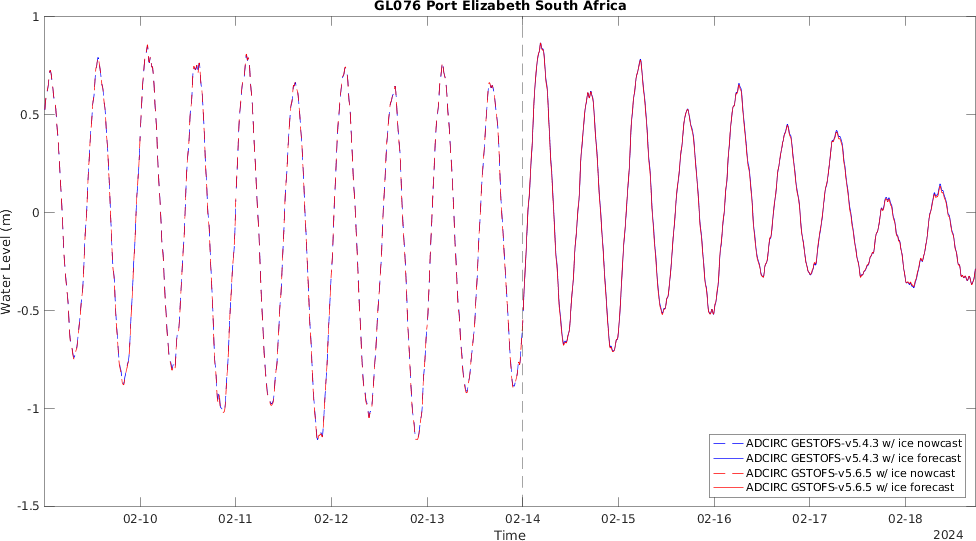 GL076 Port Elizabeth South Africa
1
0.5
0
-0.5
-1
-1.5
Water Level (m)
ADCIRC GESTOFS-v5.4.3 w/ ice nowcast
ADCIRC GESTOFS-v5.4.3 w/ ice forecast
ADCIRC GSTOFS-v5.6.5 w/ ice nowcast
ADCIRC GSTOFS-v5.6.5 w/ ice forecast
02-10 02-11 02-12 02-13 02-14 02-15 02-16 02-17 02-18
Time
2024